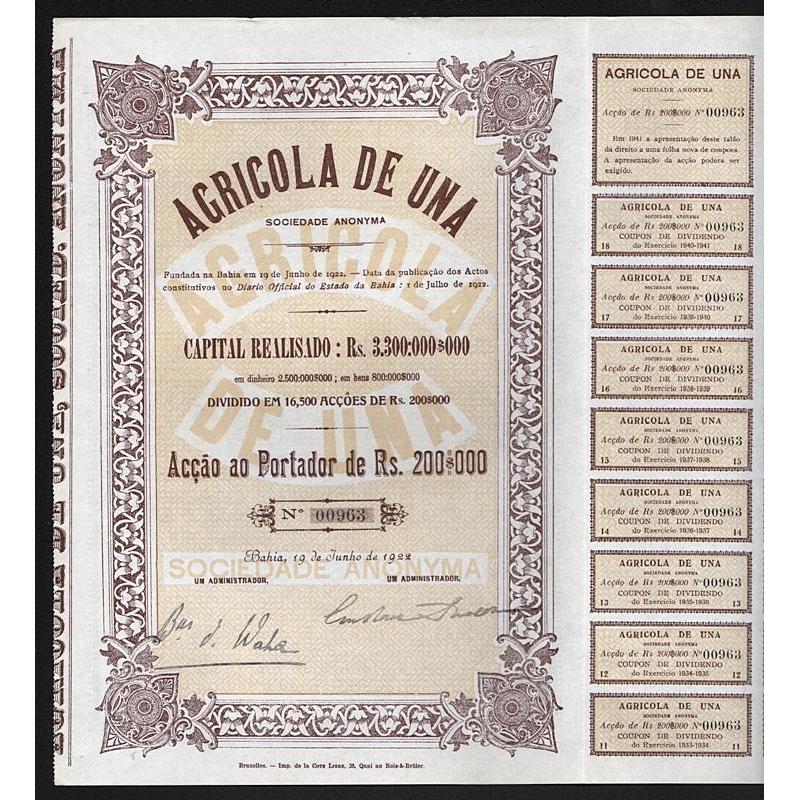 AGRICOLA DE UNA
SOCIEDADE ANONYMA
Fundada na Bahia em 19 de Junho de 1922. — Data da publicação dos Actos
constitutivos no Diario Official do Estado da Bahia : 1 de Julho de 1922.
CAPITAL REALISADO : Rs. 3.300:000$000
em dinheiro 2.500:000$000 ; em bens 800:000$000
DIVIDIDO EM 16,500 ACÇÕES DE Rs. 200$000
Acção ao Portador de Rs. 200$000
No 00963
Bahia, 19 de Junho de 1922
UM ADMINISTRADOR, UM ADMINISTRADOR,
AGRICOLA
DE UNA
SOCIEDADE ANONYMA
Bruxelles. — Imp. de la Cote Libre, 35, Quai au Bois-à-Brûler.
AGRICOLA DE UNA
SOCIEDADE ANONYMA
Acção de Rs 200$000 No 00963
Em 1941 a apresentação deste talão
da direito a uma folha nova de coupoes.
A apresentação da acção podera ser
exigido.
AGRICOLA DE UNA
SOCIEDADE ANONYMA
Acção de Rs 200$000 No 00963
COUPON DE DIVIDENDO
18 do Exercicio 1940-1941 18
AGRICOLA DE UNA
SOCIEDADE ANONYMA
Acção de Rs 200$000 No 00963
COUPON DE DIVIDENDO
17 do Exercicio 1939-1940 17
AGRICOLA DE UNA
SOCIEDADE ANONYMA
Acção de Rs 200$000 No 00963
COUPON DE DIVIDENDO
16 do Exercicio 1938-1939 16
AGRICOLA DE UNA
SOCIEDADE ANONYMA
Acção de Rs 200$000 No 00963
COUPON DE DIVIDENDO
15 do Exercicio 1937-1938 15
AGRICOLA DE UNA
SOCIEDADE ANONYMA
Acção de Rs 200$000 No 00963
COUPON DE DIVIDENDO
14 do Exercicio 1936-1937 14
AGRICOLA DE UNA
SOCIEDADE ANONYMA
Acção de Rs 200$000 No 00963
COUPON DE DIVIDENDO
13 do Exercicio 1935-1936 13
AGRICOLA DE UNA
SOCIEDADE ANONYMA
Acção de Rs 200$000 No 00963
COUPON DE DIVIDENDO
12 do Exercicio 1934-1935 12
AGRICOLA DE UNA
SOCIEDADE ANONYMA
Acção de Rs 200$000 No 00963
COUPON DE DIVIDENDO
11 do Exercicio 1933-1934 11